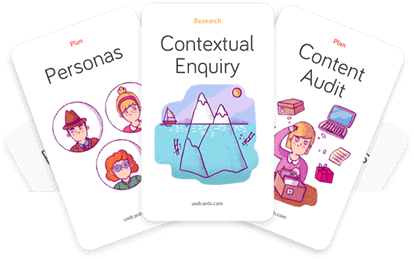 Plan
Personas
Research
Contextual
Enquiry
uxdcards.com
Plan
Content
Audit